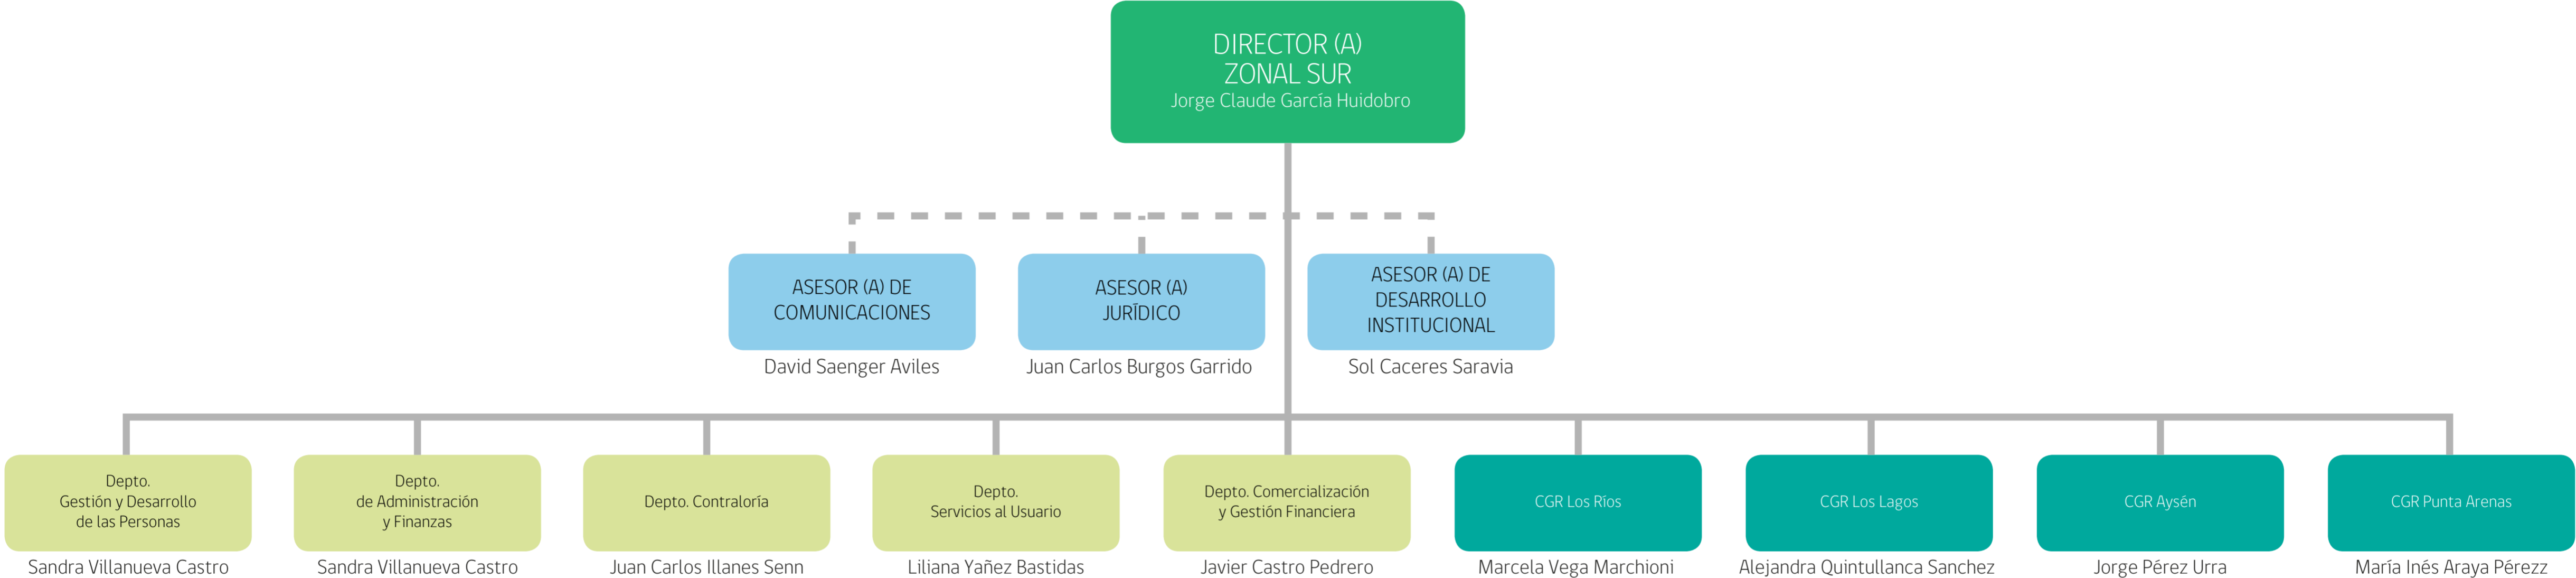 DIRECTOR (A)
ZONAL SUR
Jorge Claude García Huidobro
ASESOR (A) DE
COMUNICACIONES
David Saenger Aviles
ASESOR (A)
JURÍDICO
Juan Carlos Burgos Garrido
ASESOR (A) DE
DESARROLLO
INSTITUCIONAL
Sol Caceres Saravia
Depto.
Gestión y Desarrollo
de las Personas
Sandra Villanueva Castro
Depto.
de Administración
y Finanzas
Sandra Villanueva Castro
Depto. Contraloría
Juan Carlos Illanes Senn
Depto.
Servicios al Usuario
Liliana Yañez Bastidas
Depto. Comercialización
y Gestión Financiera
Javier Castro Pedrero
CGR Los Ríos
Marcela Vega Marchioni
CGR Los Lagos
Alejandra Quintullanca Sanchez
CGR Aysén
Jorge Pérez Urra
CGR Punta Arenas
María Inés Araya Pérezz